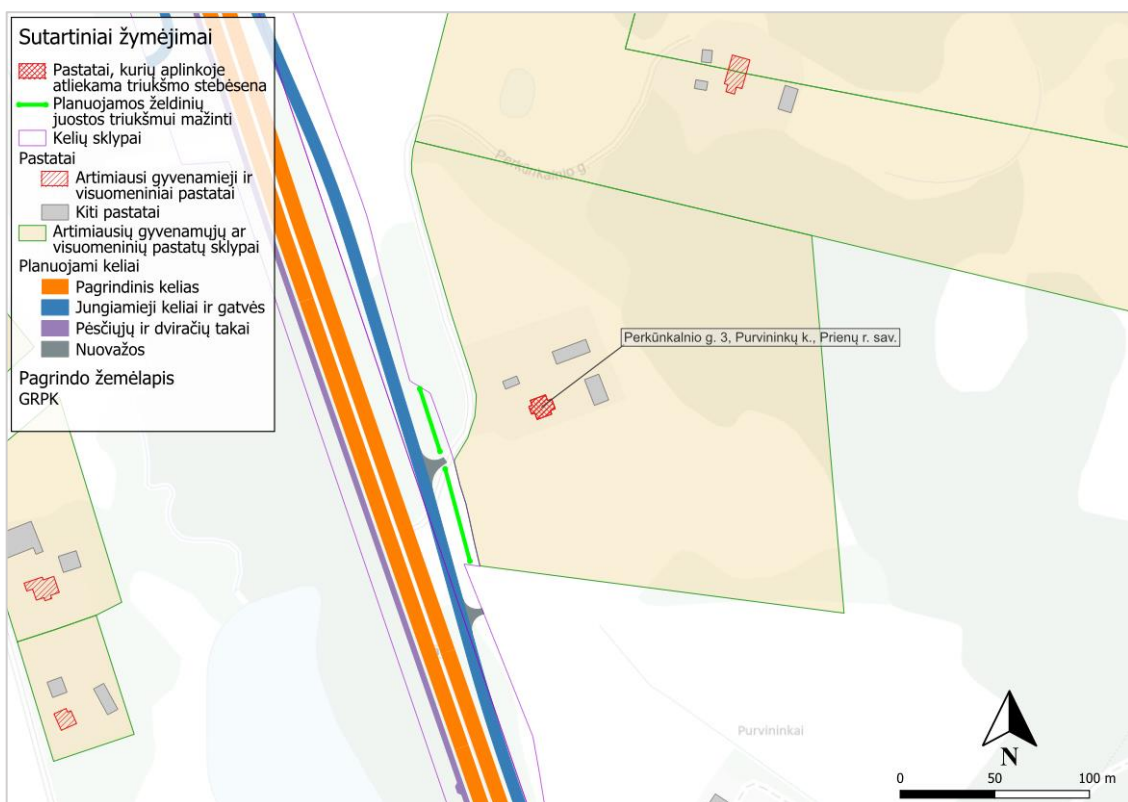 Sutartiniai žymėjimai
Pastatai, kurių aplinkoje
atliekama triukšmo stebėsena
Planuojamos želdinių
juostos triukšmui mažinti
Kelių sklypai
Pastatai
Artimiausi gyvenamieji ir
visuomeniniai pastatai
Kiti pastatai
Artimiausių gyvenamųjų ar
visuomeninių pastatų sklypai
Planuojami keliai
Pagrindinis kelias
Jungiamieji keliai ir gatvės
Pėsčiųjų ir dviračių takai
Nuovažos
Pagrindo žemėlapis
GRPK
Perkūnkalnio g.
Perkūnkalnio g. 3, Purvininkų k., Prienų r. sav.
Purvininkai
N
0 50 100 m